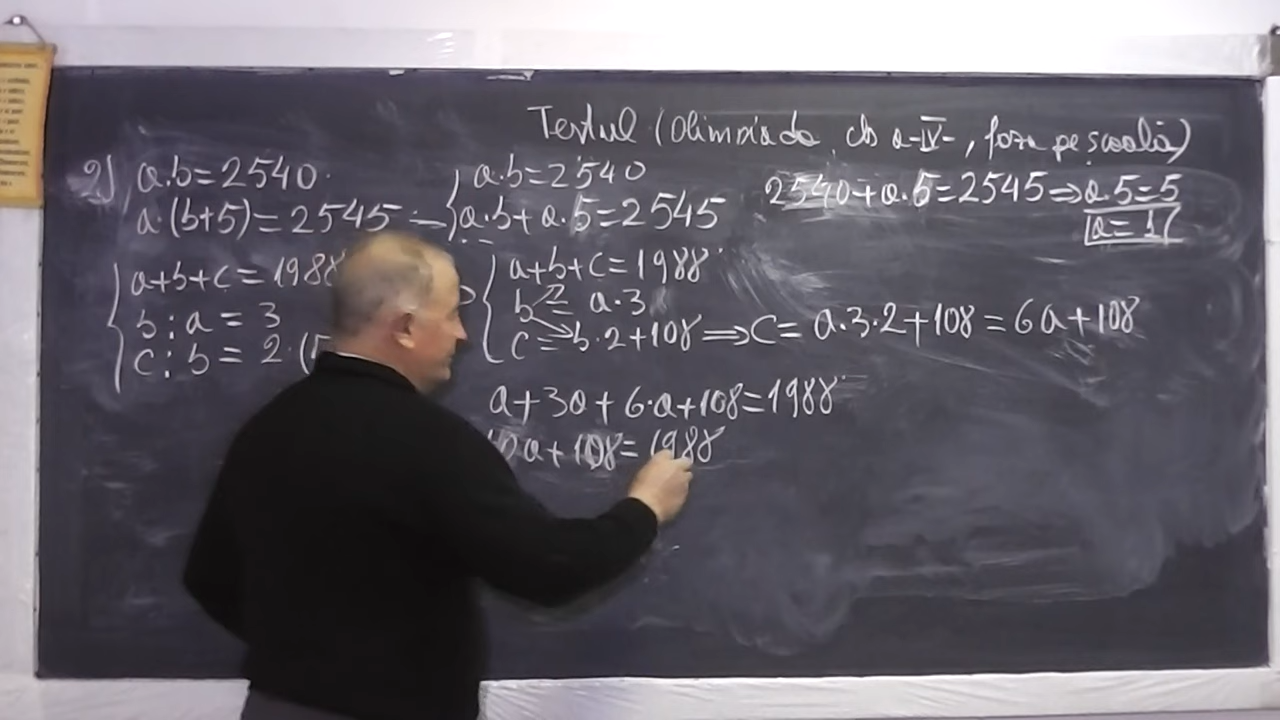 Testul (Olimpiada, cls a-IV-, faza pe școală)
2) a.b=2540
a.(b+5)=2545
a.b=2540
a.b+a.5=2545
2540+a.5=2545⇒a.5=5
a=1
a+b+c=1988
b:a=3
c:b=2.(
a+b+c=1988
b=a.3
c=b.2+108⇒c=a.3.2+108=6a+108
a+3a+6.a+108=1988
10a+108=1988